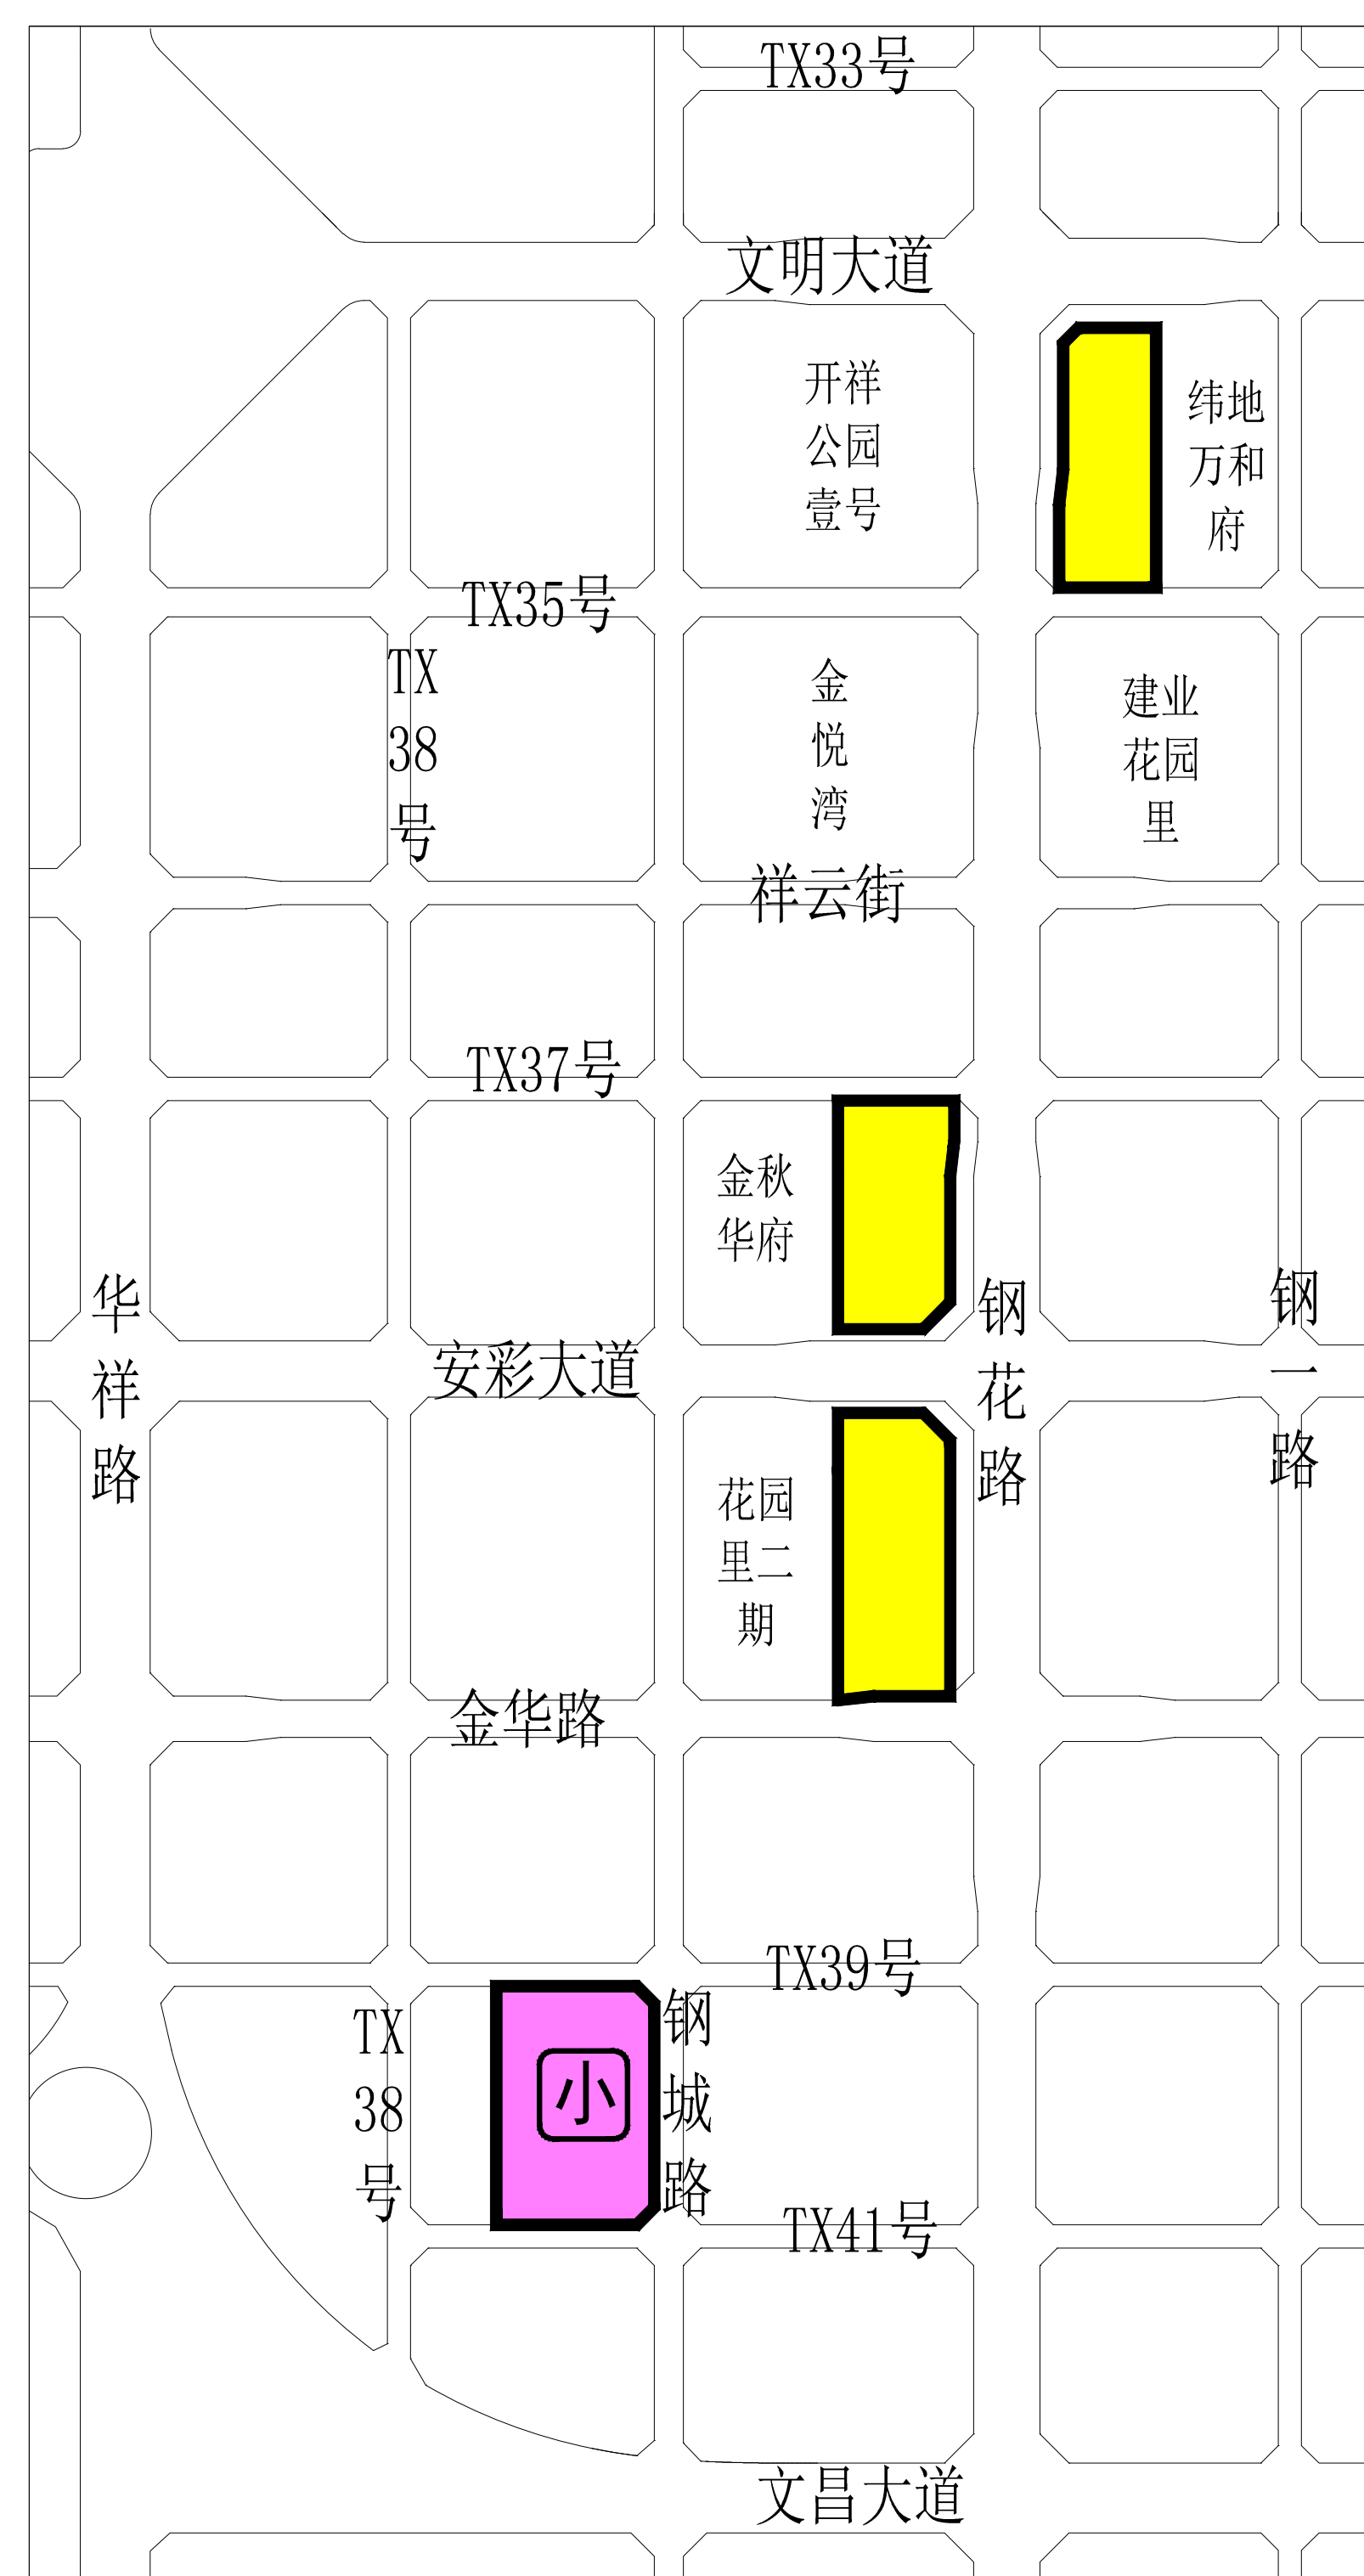 TX33号
文明大道
开祥
公园
壹号
纬地
万和
府
TX35号
TX
38
号
金
悦
湾
建业
花园
里
祥云街
TX37号
金秋
华府
华
祥
路
钢
花
路
钢
一
路
安彩大道
花园
里二
期
金华路
TX39号
TX
38
号
小
钢
城
路
TX41号
文昌大道